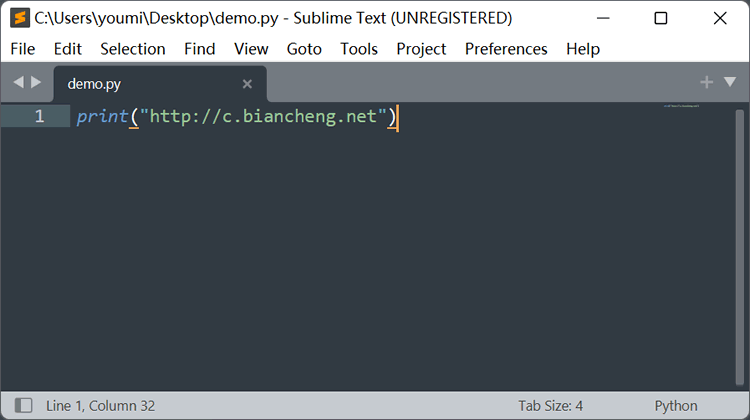 C:\Users\youmi\Desktop\demo.py - Sublime Text (UNREGISTERED)
File Edit Selection Find View Goto Tools Project Preferences Help
demo.py
1 print("http://c.biancheng.net")
Line 1, Column 32 Tab Size: 4 Python